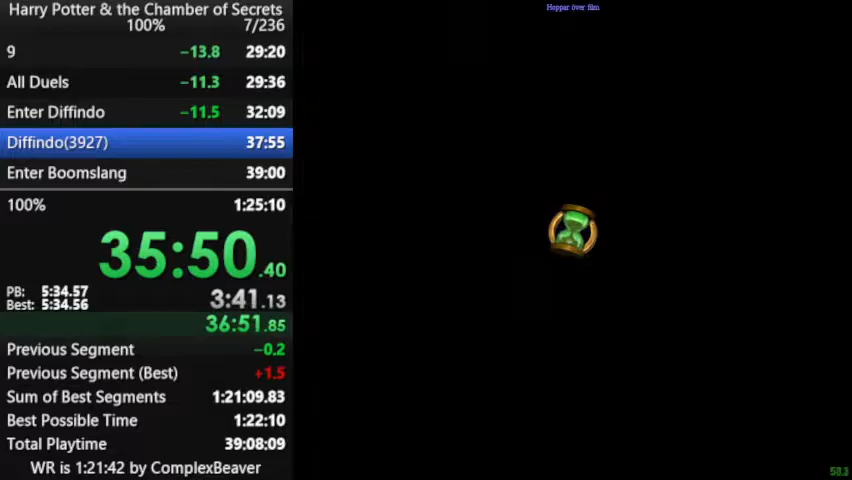 Harry Potter & the Chamber of Secrets
100% 7/236
9 −13.8 29:20
All Duels −11.3 29:36
Enter Diffindo −11.5 32:09
Diffindo(3927) 37:55
Enter Boomslang 39:00
100% 1:25:10
35:50.40
PB: 5:34.57
Best: 5:34.56
3:41.13
36:51.85
Previous Segment −0.2
Previous Segment (Best) +1.5
Sum of Best Segments 1:21:09.83
Best Possible Time 1:22:10
Total Playtime 39:08:09
WR is 1:21:42 by ComplexBeaver
Hoppar över film
58.3